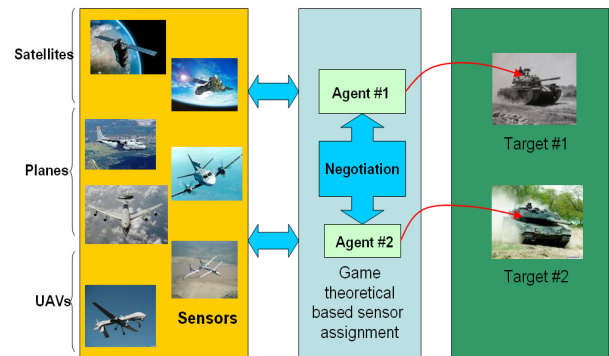 Satellites
Planes
UAVs
Sensors
Agent #1
Negotiation
Agent #2
Game
theoretical
based sensor
assignment
Target #1
Target #2